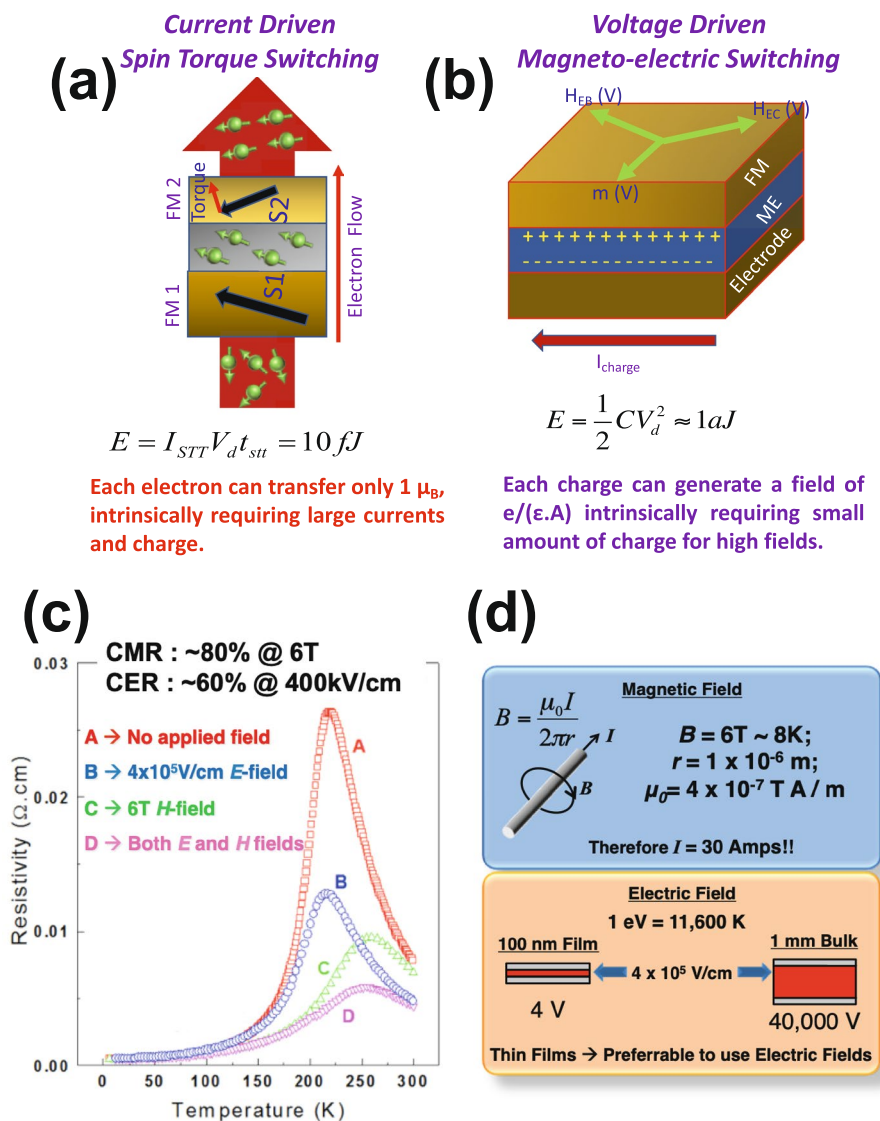 Current Driven
Spin Torque Switching
(a)
FM 2
Torque
S2
FM 1
S1
Electron Flow
E = I_STT V_d t_stt = 10 fJ
Each electron can transfer only 1 μ_B,
intrinsically requiring large currents
and charge.
Voltage Driven
Magneto-electric Switching
(b)
H_EB (V)
H_EC (V)
m (V)
FM
ME
Electrode
+ + + + + + + + + + + + +
- - - - - - - - - - - - - -
I_charge
E = 1/2 CV_d^2 ≈ 1aJ
Each charge can generate a field of
e/(ε.A) intrinsically requiring small
amount of charge for high fields.
(c)
CMR : ~80% @ 6T
CER : ~60% @ 400kV/cm
A → No applied field
B → 4x10^5V/cm E-field
C → 6T H-field
D → Both E and H fields
A
B
C
D
0.03
0.02
0.01
0.00
Resistivity (Ω.cm)
0 50 100 150 200 250 300
Temperature (K)
(d)
Magnetic Field
B = μ_0 I / 2πr
I
B
B = 6T ~ 8K;
r = 1 x 10^-6 m;
μ_0= 4 x 10^-7 T A / m
Therefore I = 30 Amps!!
Electric Field
1 eV = 11,600 K
100 nm Film
1 mm Bulk
4 x 10^5 V/cm
4 V
40,000 V
Thin Films → Preferrable to use Electric Fields